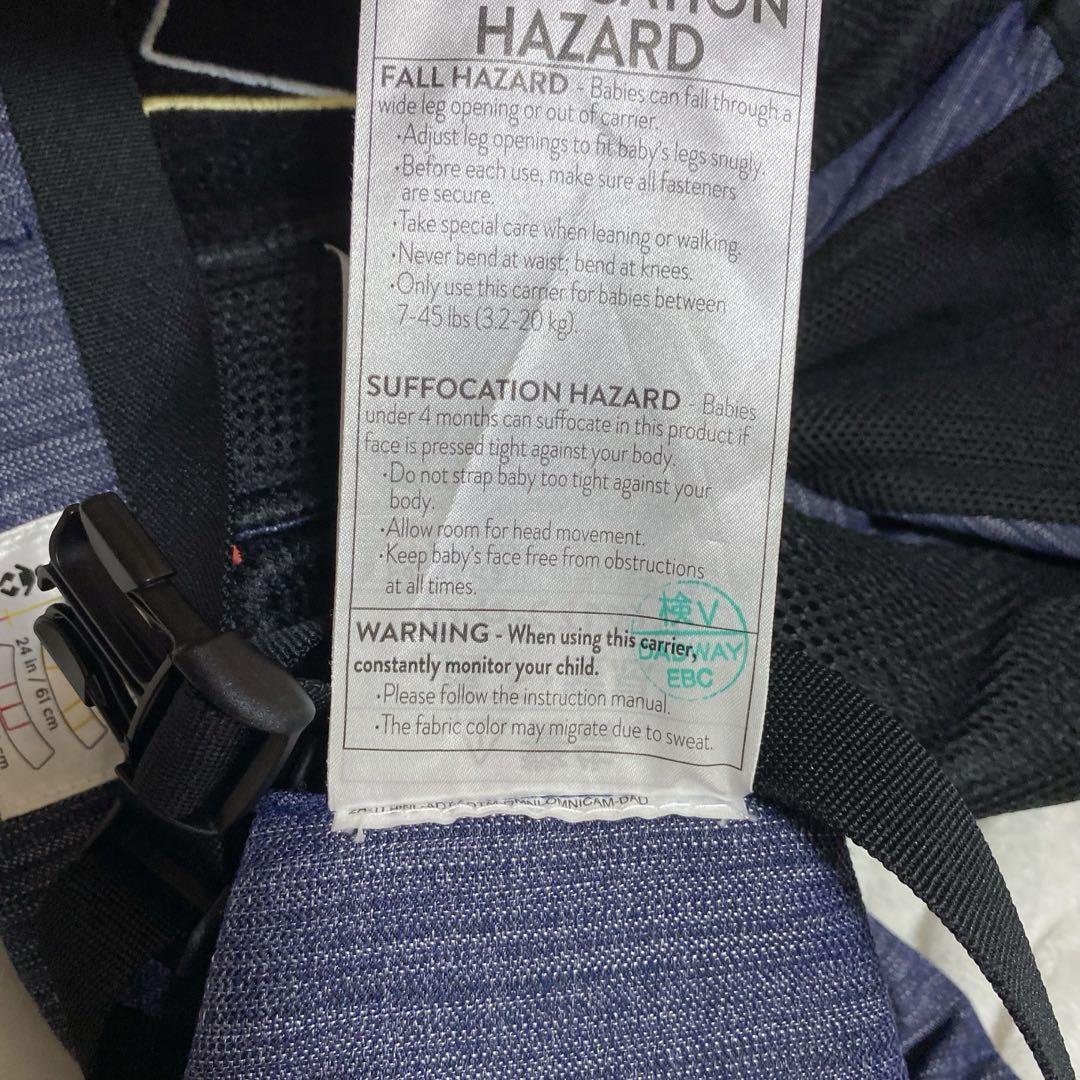 HAZARD
FALL HAZARD - Babies can fall through a
wide leg opening or out of carrier.
•Adjust leg openings to fit baby's legs snugly.
•Before each use, make sure all fasteners
are secure.
•Take special care when leaning or walking.
•Never bend at waist; bend at knees.
•Only use this carrier for babies between
7-45 lbs (3.2-20 kg).
SUFFOCATION HAZARD - Babies
under 4 months can suffocate in this product if
face is pressed tight against your body.
•Do not strap baby too tight against your
body.
•Allow room for head movement.
•Keep baby's face free from obstructions
at all times.
WARNING - When using this carrier,
constantly monitor your child.
•Please follow the instruction manual.
•The fabric color may migrate due to sweat.
検V
DADWAY
EBC
24 in / 61 cm